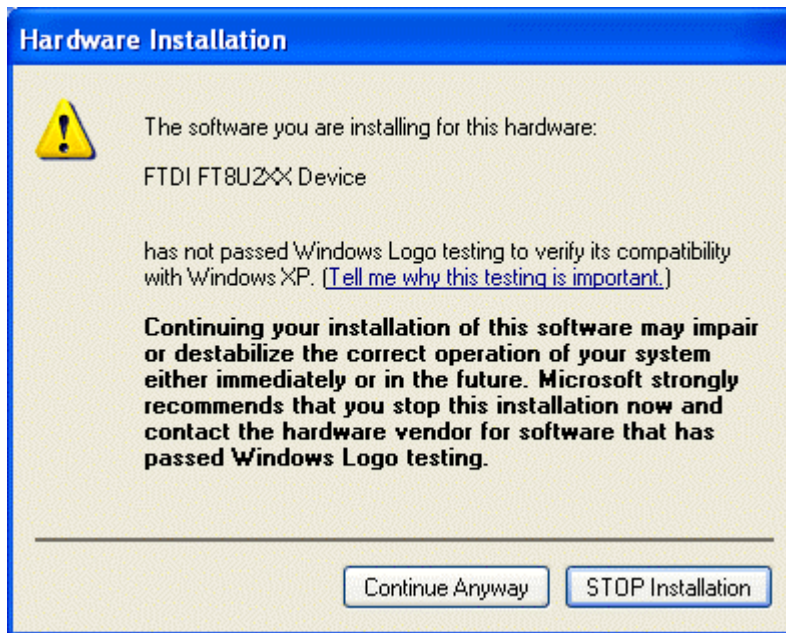 Hardware Installation
The software you are installing for this hardware:
FTDI FT8U2XX Device
has not passed Windows Logo testing to verify its compatibility
with Windows XP. (Tell me why this testing is important.)
Continuing your installation of this software may impair
or destabilize the correct operation of your system
either immediately or in the future. Microsoft strongly
recommends that you stop this installation now and
contact the hardware vendor for software that has
passed Windows Logo testing.
Continue Anyway
STOP Installation